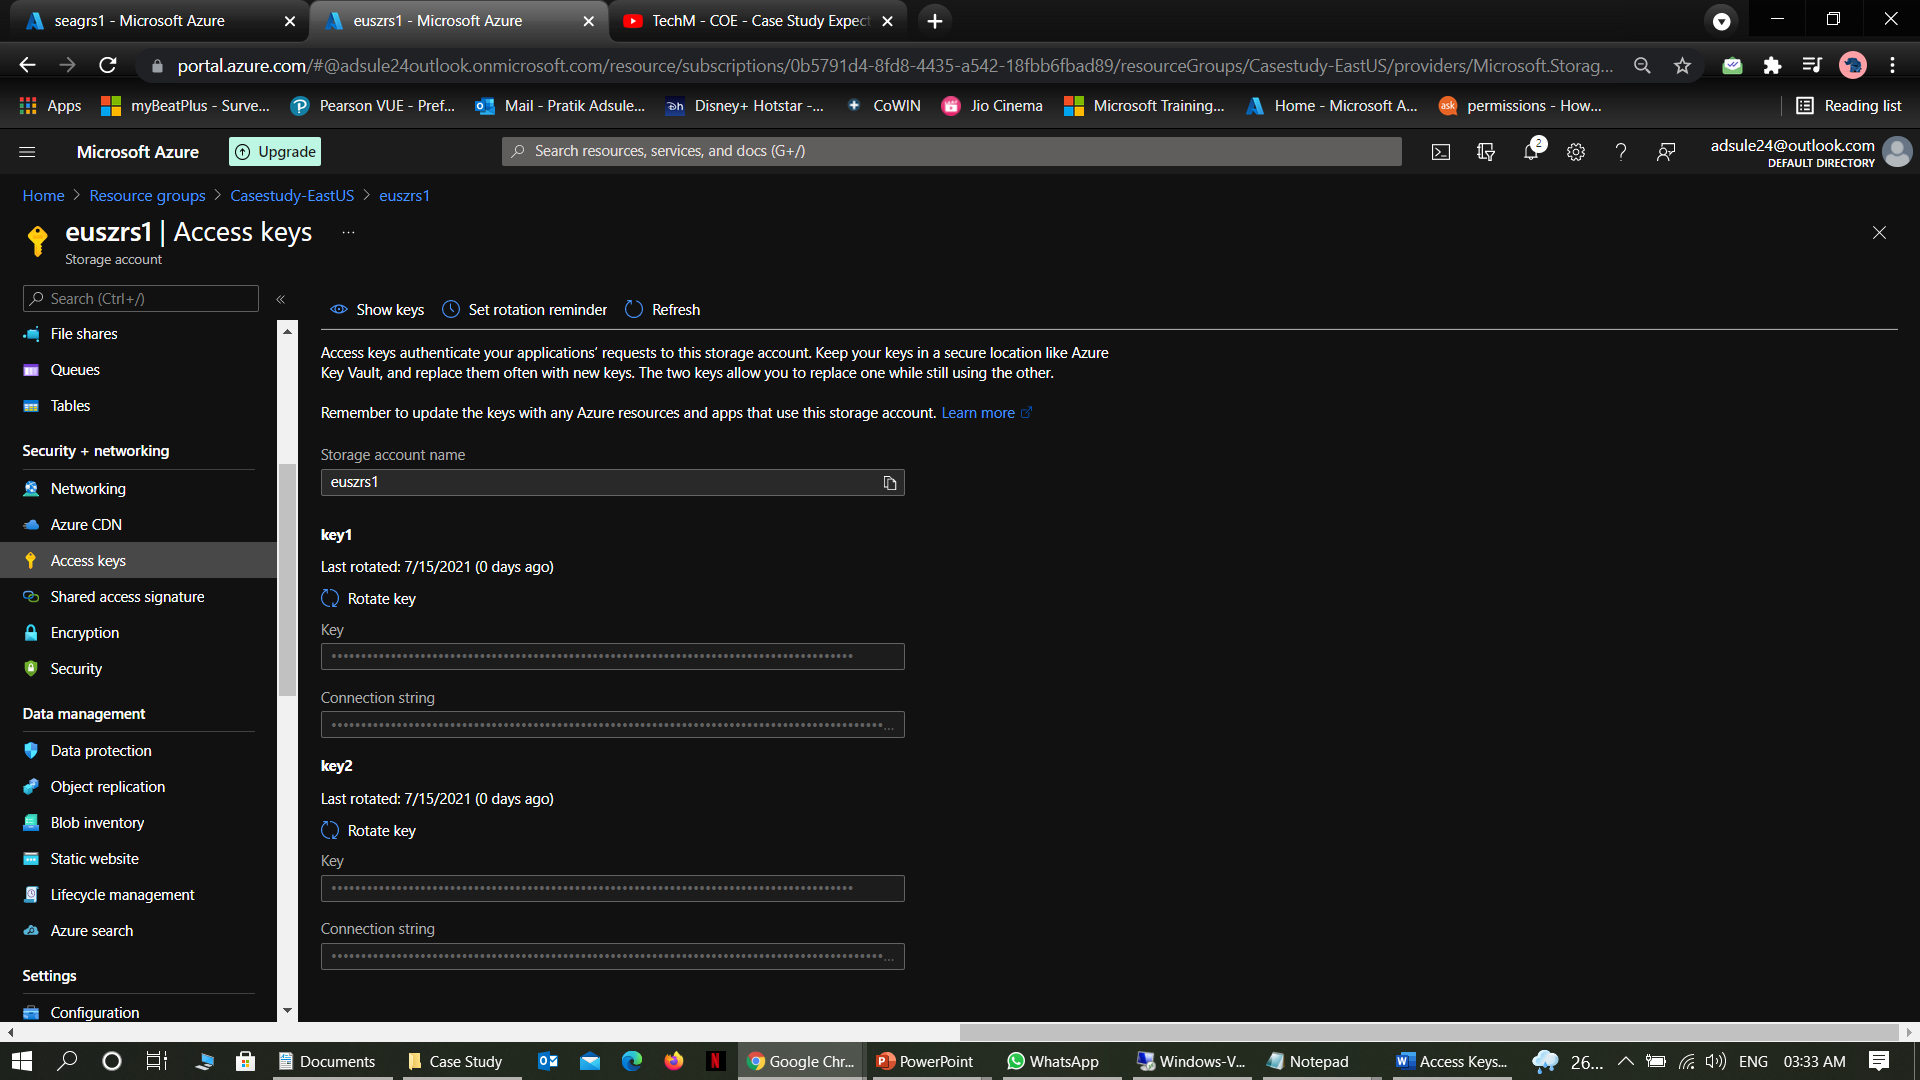 seagrs1 - Microsoft Azure
euszrs1 - Microsoft Azure
TechM - COE - Case Study Expect
portal.azure.com/#@adsule24outlook.onmicrosoft.com/resource/subscriptions/0b5791d4-8fd8-4435-a542-18fbb6fbad89/resourceGroups/Casestudy-EastUS/providers/Microsoft.Storag...
Apps
myBeatPlus - Surve...
Pearson VUE - Pref...
Mail - Pratik Adsule...
Disney+ Hotstar -...
CoWIN
Jio Cinema
Microsoft Training...
Home - Microsoft A...
ask
permissions - How...
Reading list
Microsoft Azure
Upgrade
Search resources, services, and docs (G+/)
2
adsule24@outlook.com
DEFAULT DIRECTORY
Home > Resource groups > Casestudy-EastUS > euszrs1
euszrs1 | Access keys ...
Storage account
Search (Ctrl+/)
«
File shares
Queues
Tables
Security + networking
Networking
Azure CDN
Access keys
Shared access signature
Encryption
Security
Data management
Data protection
Object replication
Blob inventory
Static website
Lifecycle management
Azure search
Settings
Configuration
Show keys
Set rotation reminder
Refresh
Access keys authenticate your applications' requests to this storage account. Keep your keys in a secure location like Azure
Key Vault, and replace them often with new keys. The two keys allow you to replace one while still using the other.
Remember to update the keys with any Azure resources and apps that use this storage account. Learn more
Storage account name
euszrs1
key1
Last rotated: 7/15/2021 (0 days ago)
Rotate key
Key
Connection string
key2
Last rotated: 7/15/2021 (0 days ago)
Rotate key
Key
Connection string
Documents
Case Study
Google Chr...
PowerPoint
WhatsApp
Windows-V...
Notepad
Access Keys...
26...
ENG
03:33 AM